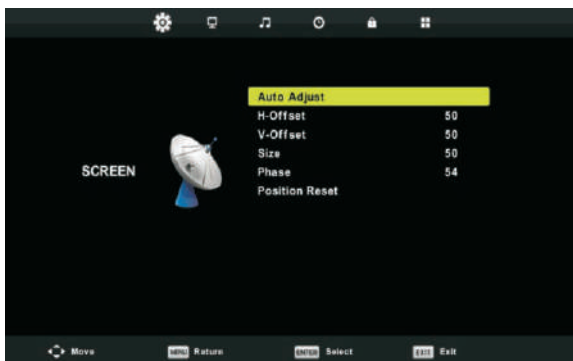 Auto Adjust
H-Offset 50
V-Offset 50
Size 50
SCREEN
Phase 54
Position Reset
Move MENU Return ENTER Select EXIT Exit